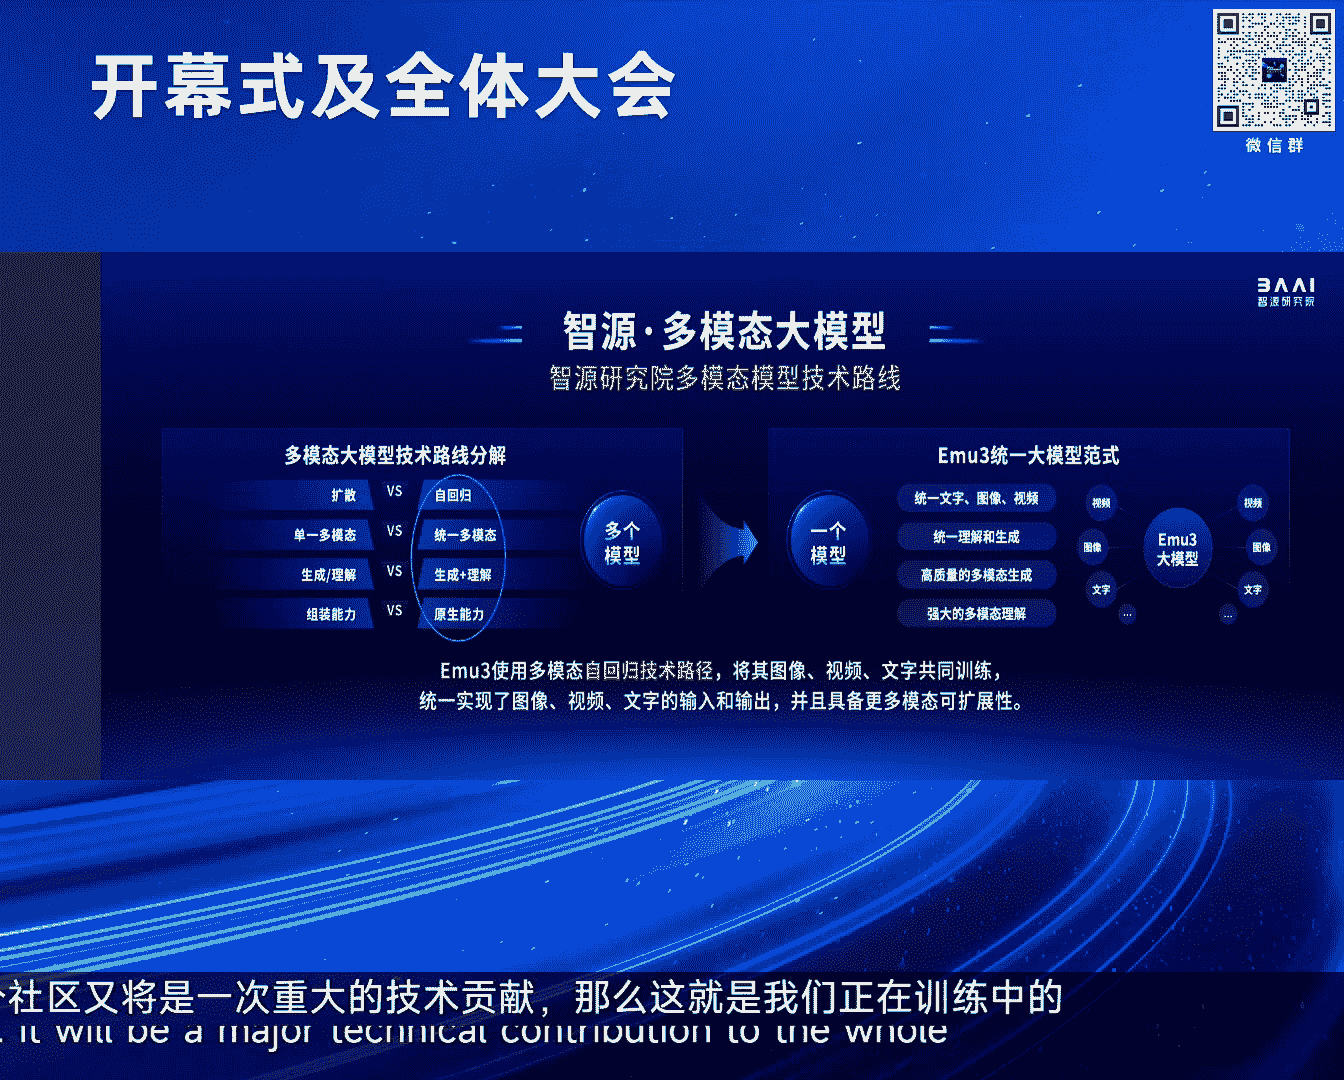 开幕式及全体大会
微信群
BAAI
智源研究院
智源·多模态大模型
智源研究院多模态模型技术路线
多模态大模型技术路线分解
扩散 VS 自回归
单一多模态 VS 统一多模态
生成/理解 VS 生成+理解
组装能力 VS 原生能力
多个
模型
一个
模型
Emu3统一大模型范式
统一文字、图像、视频
统一理解和生成
高质量的多模态生成
强大的多模态理解
视频
图像
文字
...
Emu3
大模型
视频
图像
文字
...
Emu3使用多模态自回归技术路径，将其图像、视频、文字共同训练，
统一实现了图像、视频、文字的输入和输出，并且具备更多模态可扩展性。
社区又将是一次重大的技术贡献，那么这就是我们正在训练中的
. it will be a major technical contribution to the whole